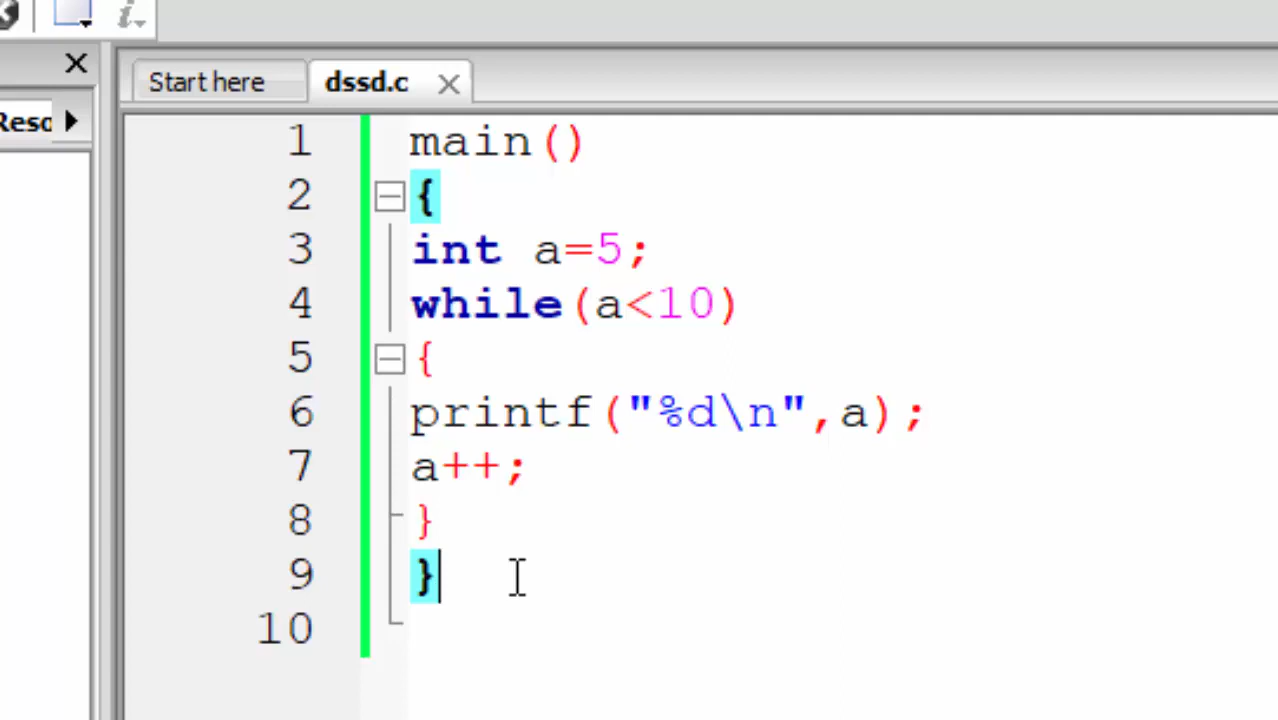 Start here dssd.c
Reso
1 main()
2 {
3 int a=5;
4 while(a<10)
5 {
6 printf("%d\n",a);
7 a++;
8 }
9 }
10